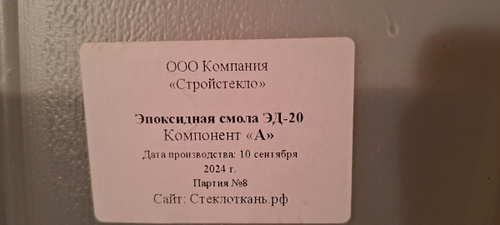 ООО Компания
«Стройстекло»
Эпоксидная смола ЭД-20
Компонент «А»
Дата производства: 10 сентября
2024 г.
Партия №8
Сайт: Стеклоткань.рф